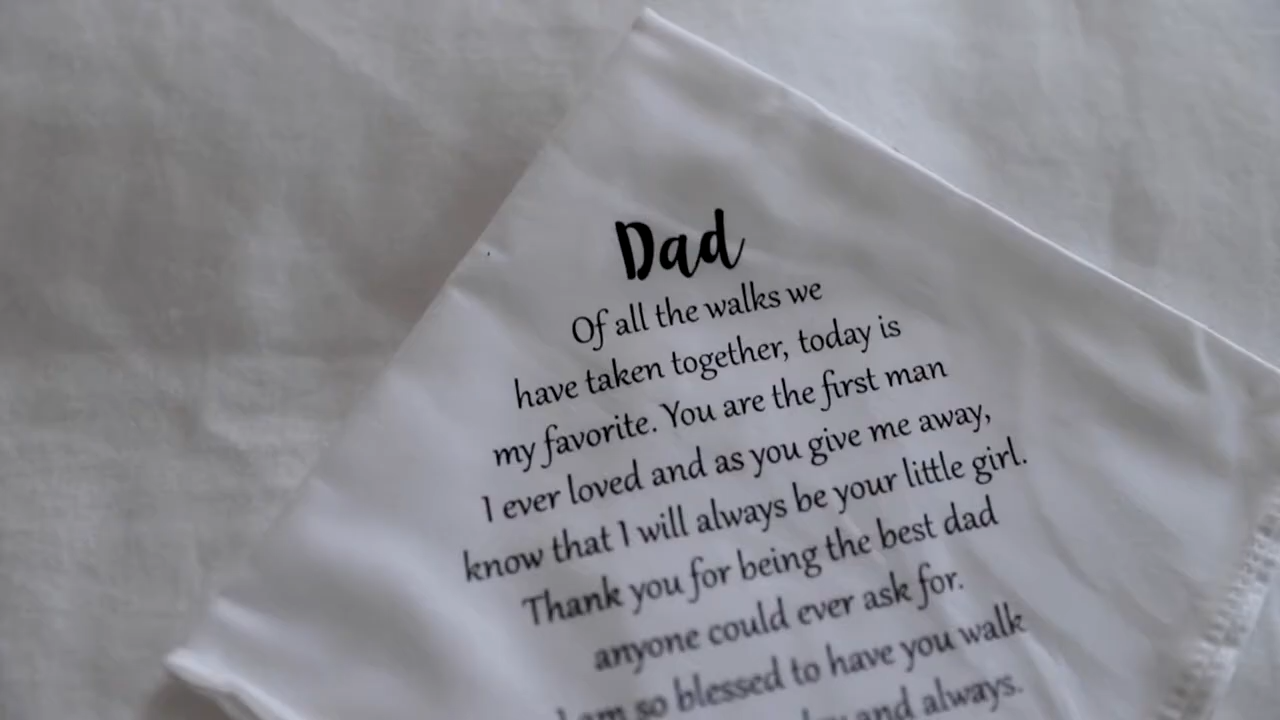 Dad
Of all the walks we
have taken together, today is
my favorite. You are the first man
I ever loved and as you give me away,
know that I will always be your little girl.
Thank you for being the best dad
anyone could ever ask for.
I am so blessed to have you walk
and always.